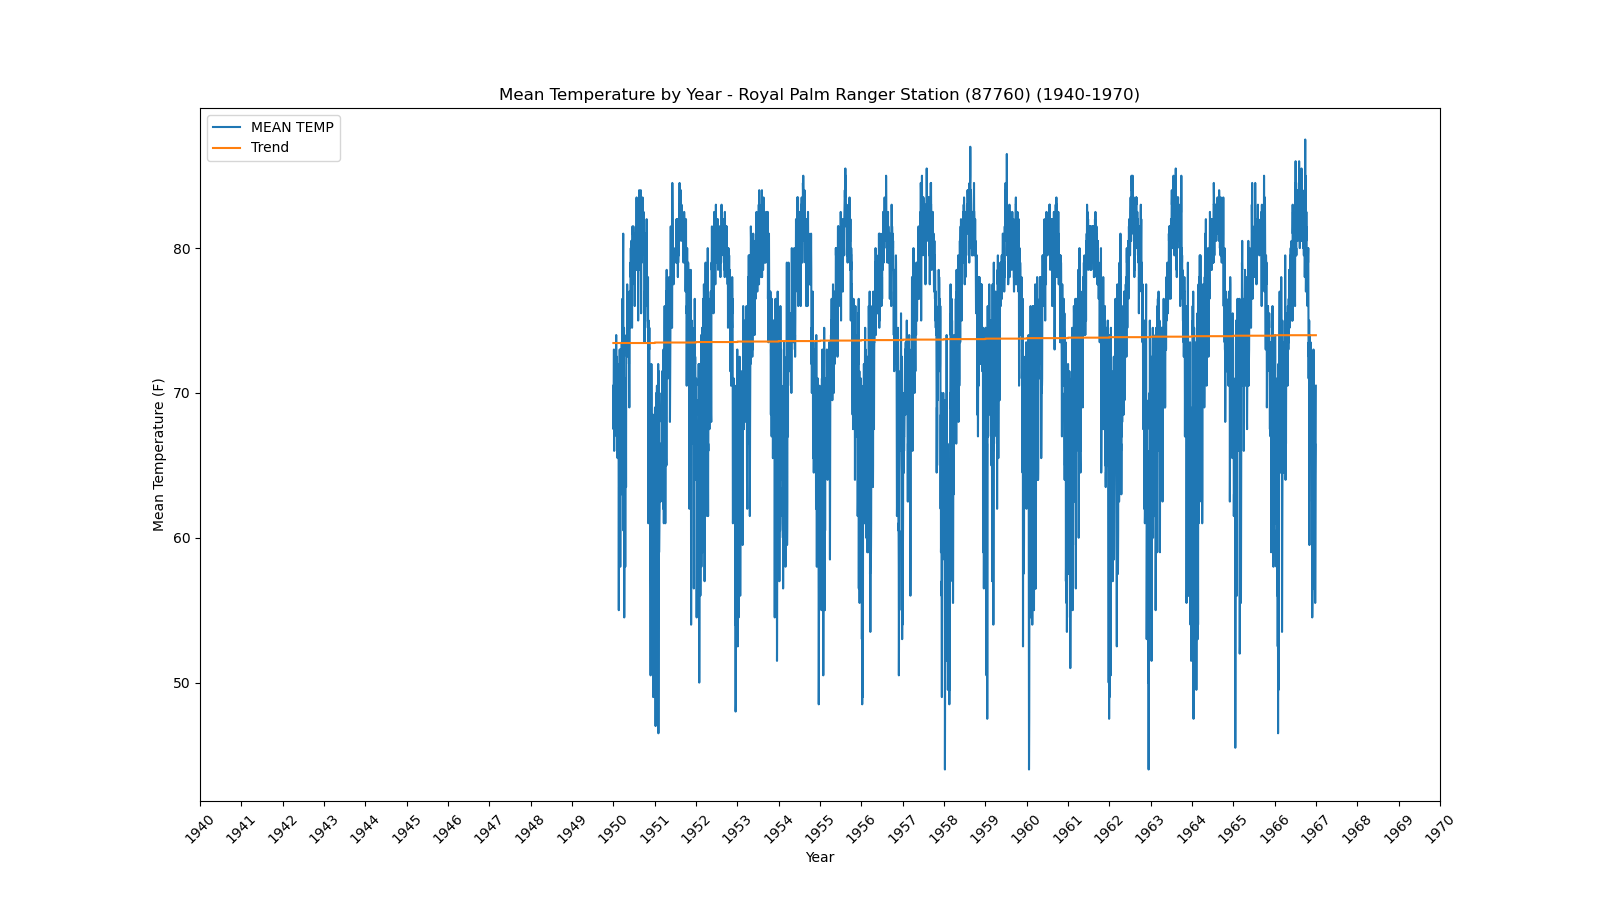 Mean Temperature by Year - Royal Palm Ranger Station (87760) (1940-1970)
MEAN TEMP
Trend
Mean Temperature (F)
80
70
60
50
1940 1941 1942 1943 1944 1945 1946 1947 1948 1949 1950 1951 1952 1953 1954 1955 1956 1957 1958 1959 1960 1961 1962 1963 1964 1965 1966 1967 1968 1969 1970
Year